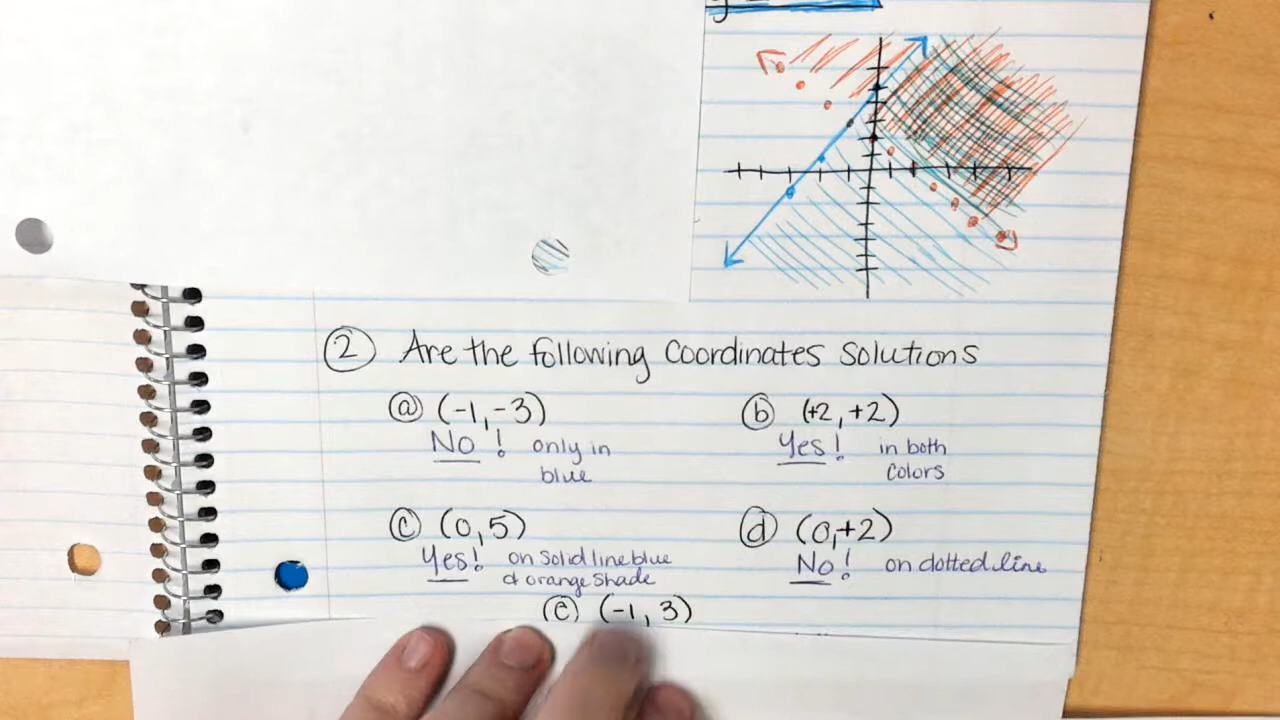 ② Are the following Coordinates solutions
ⓐ (-1,-3)
No! only in
blue
ⓑ (+2,+2)
Yes! in both
colors
ⓒ (0,5)
Yes! on solid line blue
& orange shade
ⓓ (0,+2)
No! on dotted line
ⓔ (-1,3)